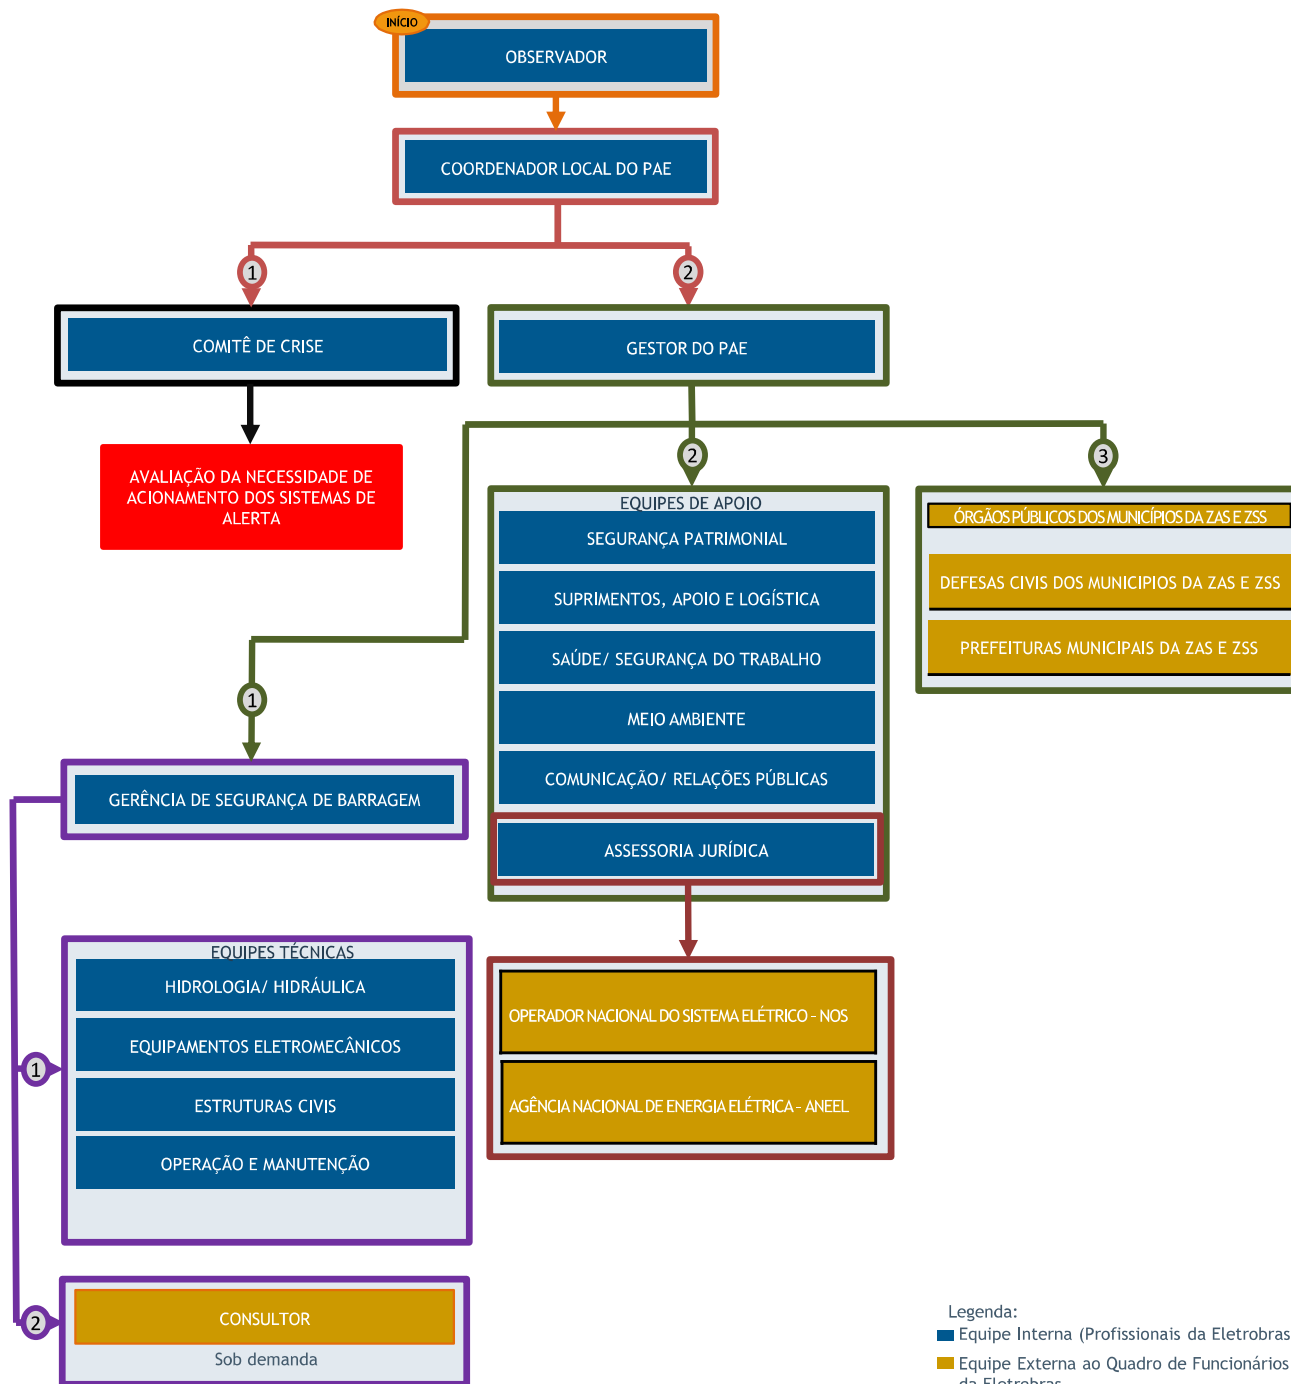 INÍCIO
OBSERVADOR
COORDENADOR LOCAL DO PAE
1
2
COMITÊ DE CRISE
GESTOR DO PAE
AVALIAÇÃO DA NECESSIDADE DE
ACIONAMENTO DOS SISTEMAS DE
ALERTA
2
3
EQUIPES DE APOIO
SEGURANÇA PATRIMONIAL
SUPRIMENTOS, APOIO E LOGÍSTICA
SAÚDE/ SEGURANÇA DO TRABALHO
MEIO AMBIENTE
COMUNICAÇÃO/ RELAÇÕES PÚBLICAS
ASSESSORIA JURÍDICA
ÓRGÃOS PÚBLICOS DOS MUNICÍPIOS DA ZAS E ZSS
DEFESAS CIVIS DOS MUNICIPIOS DA ZAS E ZSS
PREFEITURAS MUNICIPAIS DA ZAS E ZSS
1
GERÊNCIA DE SEGURANÇA DE BARRAGEM
EQUIPES TÉCNICAS
HIDROLOGIA/ HIDRÁULICA
EQUIPAMENTOS ELETROMECÂNICOS
ESTRUTURAS CIVIS
OPERAÇÃO E MANUTENÇÃO
1
OPERADOR NACIONAL DO SISTEMA ELÉTRICO – NOS
AGÊNCIA NACIONAL DE ENERGIA ELÉTRICA – ANEEL
2
CONSULTOR
Sob demanda
Legenda:
Equipe Interna (Profissionais da Eletrobras
Equipe Externa ao Quadro de Funcionários
da Eletrobras